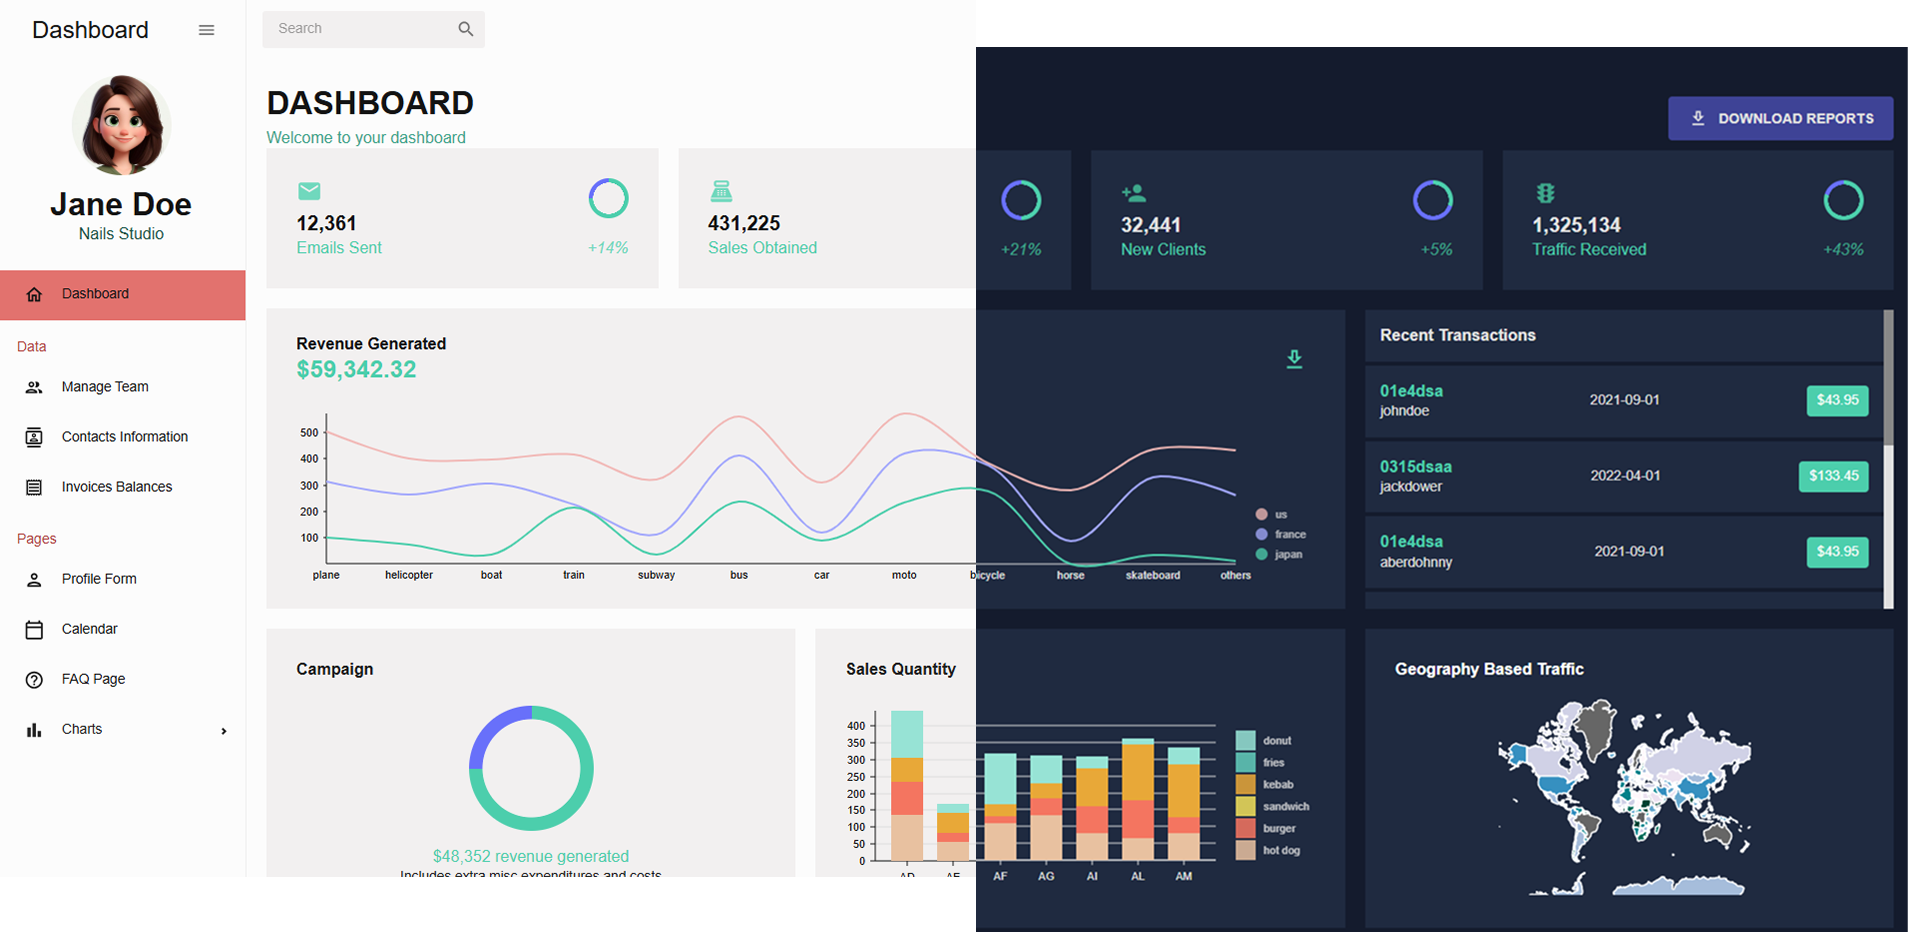 Dashboard
Search
Jane Doe
Nails Studio
Dashboard
Data
Manage Team
Contacts Information
Invoices Balances
Pages
Profile Form
Calendar
FAQ Page
Charts
DASHBOARD
Welcome to your dashboard
DOWNLOAD REPORTS
12,361
Emails Sent
+14%
431,225
Sales Obtained
+21%
32,441
New Clients
+5%
1,325,134
Traffic Received
+43%
Revenue Generated
$59,342.32
500
400
300
200
100
plane helicopter boat train subway bus car moto bicycle horse skateboard others
us
france
japan
Recent Transactions
01e4dsa
johndoe
2021-09-01
$43.95
0315dsaa
jackdower
2022-04-01
$133.45
01e4dsa
aberdohnny
2021-09-01
$43.95
Campaign
$48,352 revenue generated
Includes extra misc expenditures and costs
Sales Quantity
400
350
300
250
200
150
100
50
0
AD AE AF AG AI AL AM
donut
fries
kebab
sandwich
burger
hot dog
Geography Based Traffic